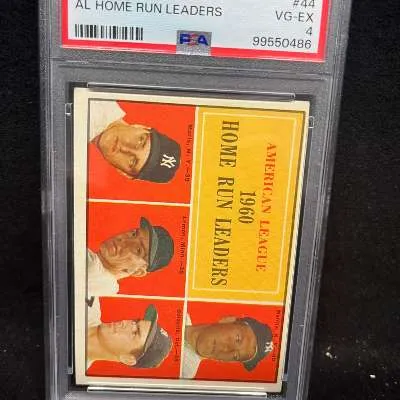 AL HOME RUN LEADERS
#44
VG-EX
4
PSA
99550486
AMERICAN LEAGUE
1960
HOME RUN LEADERS